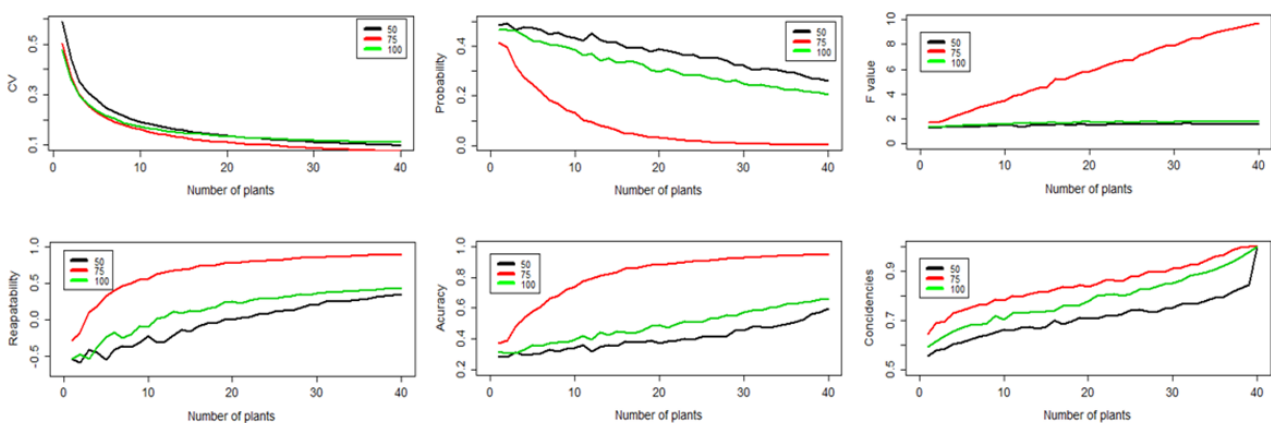 CV
0.1 0.3 0.5
50
75
100
0 10 20 30 40
Number of plants
Probability
0.0 0.2 0.4
50
75
100
0 10 20 30 40
Number of plants
F value
0 2 4 6 8 10
50
75
100
0 10 20 30 40
Number of plants
Reapatability
-0.5 0.0 0.5 1.0
50
75
100
0 10 20 30 40
Number of plants
Acuracy
0.2 0.4 0.6 0.8 1.0
50
75
100
0 10 20 30 40
Number of plants
Concidencies
0.5 0.7 0.9
50
75
100
0 10 20 30 40
Number of plants